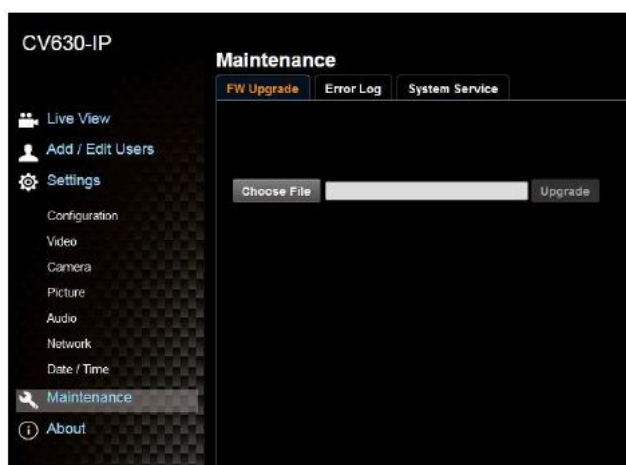 CV630-IP
Live View
Add / Edit Users
Settings
Configuration
Video
Camera
Picture
Audio
Network
Date / Time
Maintenance
About
Maintenance
FW Upgrade Error Log System Service
Choose File Upgrade